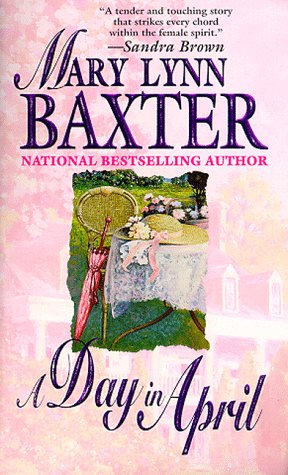 "A tender and touching story
that strikes every chord
within the female spirit."
—Sandra Brown
MARY LYNN
BAXTER
NATIONAL BESTSELLING AUTHOR
A Day in
April